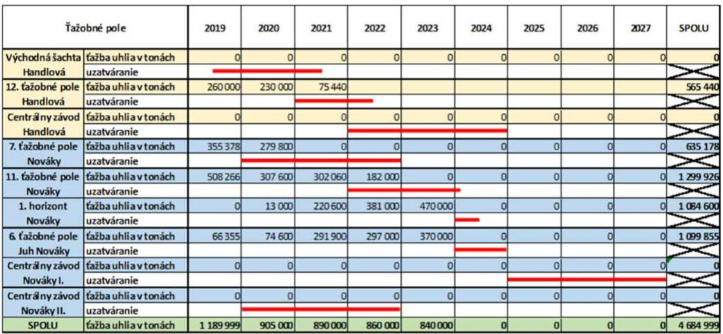 Ťažobné pole 2019 2020 2021 2022 2023 2024 2025 2026 2027 SPOLU
Východná šachta ťažba uhlia v tonách 0 0 0 0 0 0 0 0 0 0
Handlová uzatváranie
12. ťažobné pole ťažba uhlia v tonách 260 000 230 000 75 440 565 440
Handlová uzatváranie
Centrálny závod ťažba uhlia v tonách 0 0 0 0 0 0 0 0 0 0
Handlová uzatváranie
7. ťažobné pole ťažba uhlia v tonách 355 378 279 800 0 0 0 0 0 0 0 635 178
Nováky uzatváranie
11. ťažobné pole ťažba uhlia v tonách 508 266 307 600 302 060 182 000 0 0 0 0 0 1 299 926
Nováky uzatváranie
1. horizont ťažba uhlia v tonách 0 13 000 220 600 381 000 470 000 0 0 0 0 1 084 600
Nováky uzatváranie
6. ťažobné pole ťažba uhlia v tonách 66 355 74 600 291 900 297 000 370 000 0 0 0 0 1 099 855
Juh Nováky uzatváranie
Centrálny závod ťažba uhlia v tonách 0 0 0 0 0 0 0 0 0 0
Nováky I. uzatváranie
Centrálny závod ťažba uhlia v tonách 0 0 0 0 0 0 0 0 0 0
Nováky II. uzatváranie
SPOLU ťažba uhlia v tonách 1 189 999 905 000 890 000 860 000 840 000 0 0 0 0 4 684 999